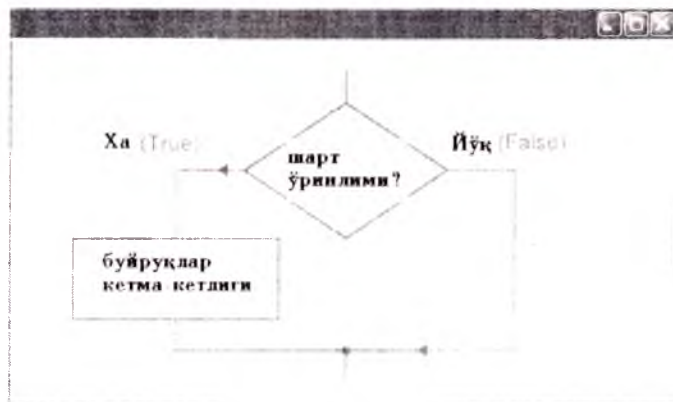 Ха (True)
Йўқ (False)
шарт
ўринлими?
буйруқлар
кетма кетлиги